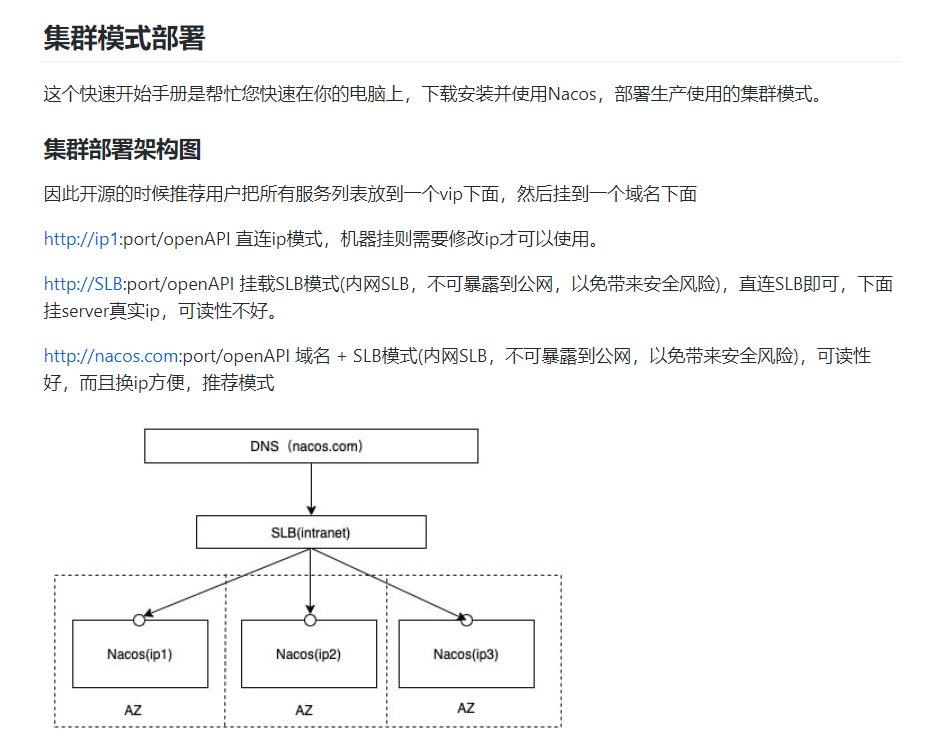 集群模式部署
这个快速开始手册是帮忙您快速在你的电脑上，下载安装并使用Nacos，部署生产使用的集群模式。
集群部署架构图
因此开源的时候推荐用户把所有服务列表放到一个vip下面，然后挂到一个域名下面
http://ip1:port/openAPI 直连ip模式，机器挂则需要修改ip才可以使用。
http://SLB:port/openAPI 挂载SLB模式(内网SLB，不可暴露到公网，以免带来安全风险)，直连SLB即可，下面
挂server真实ip，可读性不好。
http://nacos.com:port/openAPI 域名 + SLB模式(内网SLB，不可暴露到公网，以免带来安全风险)，可读性
好，而且换ip方便，推荐模式
DNS（nacos.com）
SLB(intranet)
Nacos(ip1)
Nacos(ip2)
Nacos(ip3)
AZ
AZ
AZ